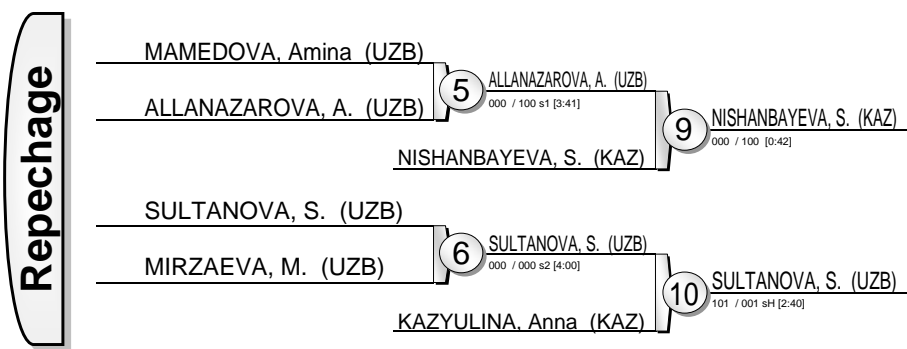 Repechage
MAMEDOVA, Amina (UZB)
ALLANAZAROVA, A. (UZB)
5
ALLANAZAROVA, A. (UZB)
000 / 100 s1 [3:41]
NISHANBAYEVA, S. (KAZ)
9
NISHANBAYEVA, S. (KAZ)
000 / 100 [0:42]
SULTANOVA, S. (UZB)
MIRZAEVA, M. (UZB)
6
SULTANOVA, S. (UZB)
000 / 000 s2 [4:00]
KAZYULINA, Anna (KAZ)
10
SULTANOVA, S. (UZB)
101 / 001 sH [2:40]